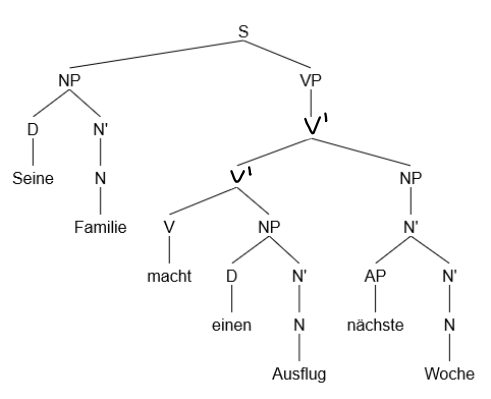 S
NP VP
D N' V'
Seine N V' NP
Familie V NP N'
macht D N' AP N'
einen N nächste N
Ausflug Woche